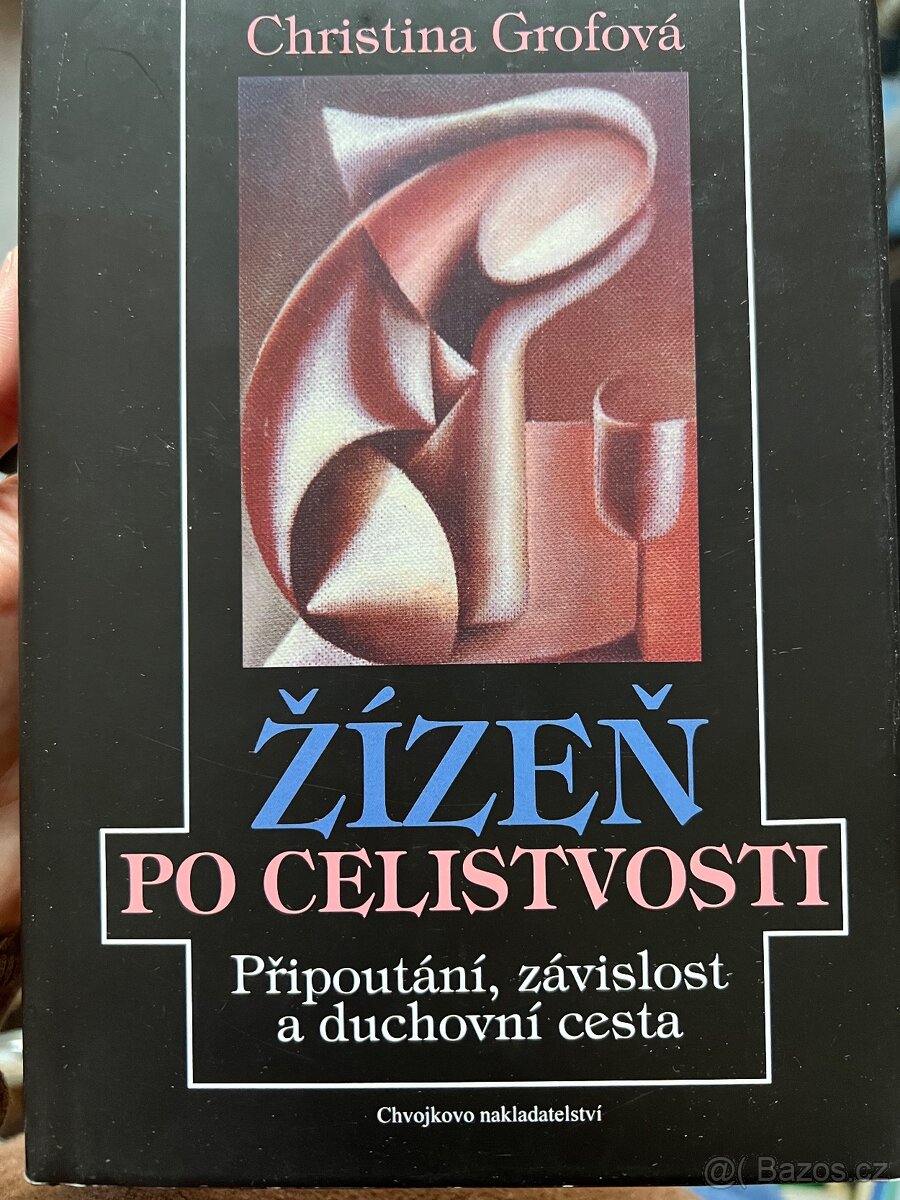 Christina Grofová
ŽÍZEŇ
PO CELISTVOSTI
Připoutání, závislost
a duchovní cesta
Chvojkovo nakladatelství
@( Bazos.cz